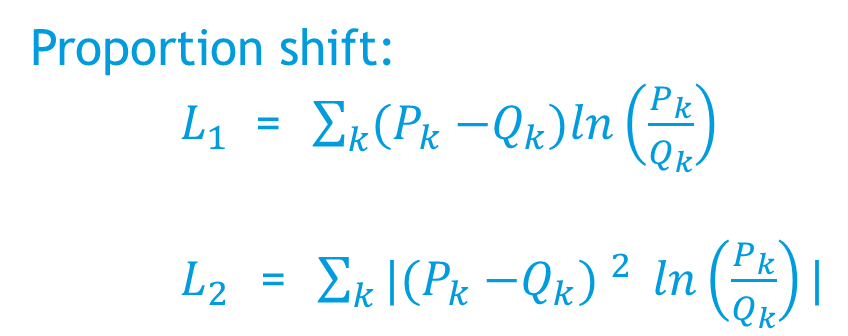 Proportion shift:
L₁ = ∑ₖ(Pₖ −Qₖ)ln(Pₖ/Qₖ)
L₂ = ∑ₖ|(Pₖ −Qₖ) ² ln(Pₖ/Qₖ)|